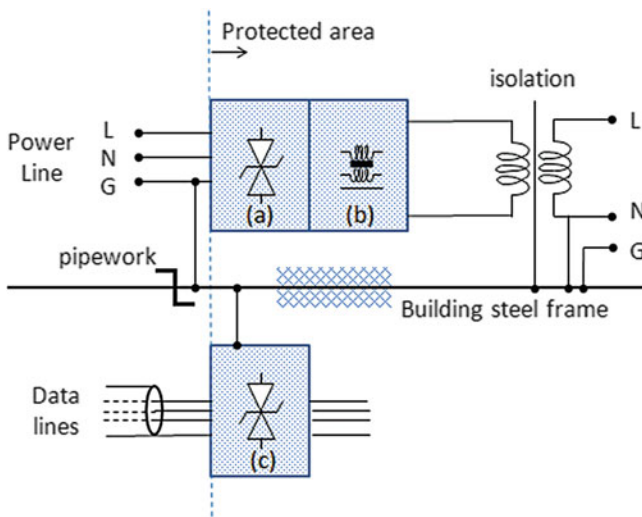 Protected area
isolation
Power
Line
L
N
G
L
N
G
(a)
(b)
pipework
Building steel frame
Data
lines
(c)